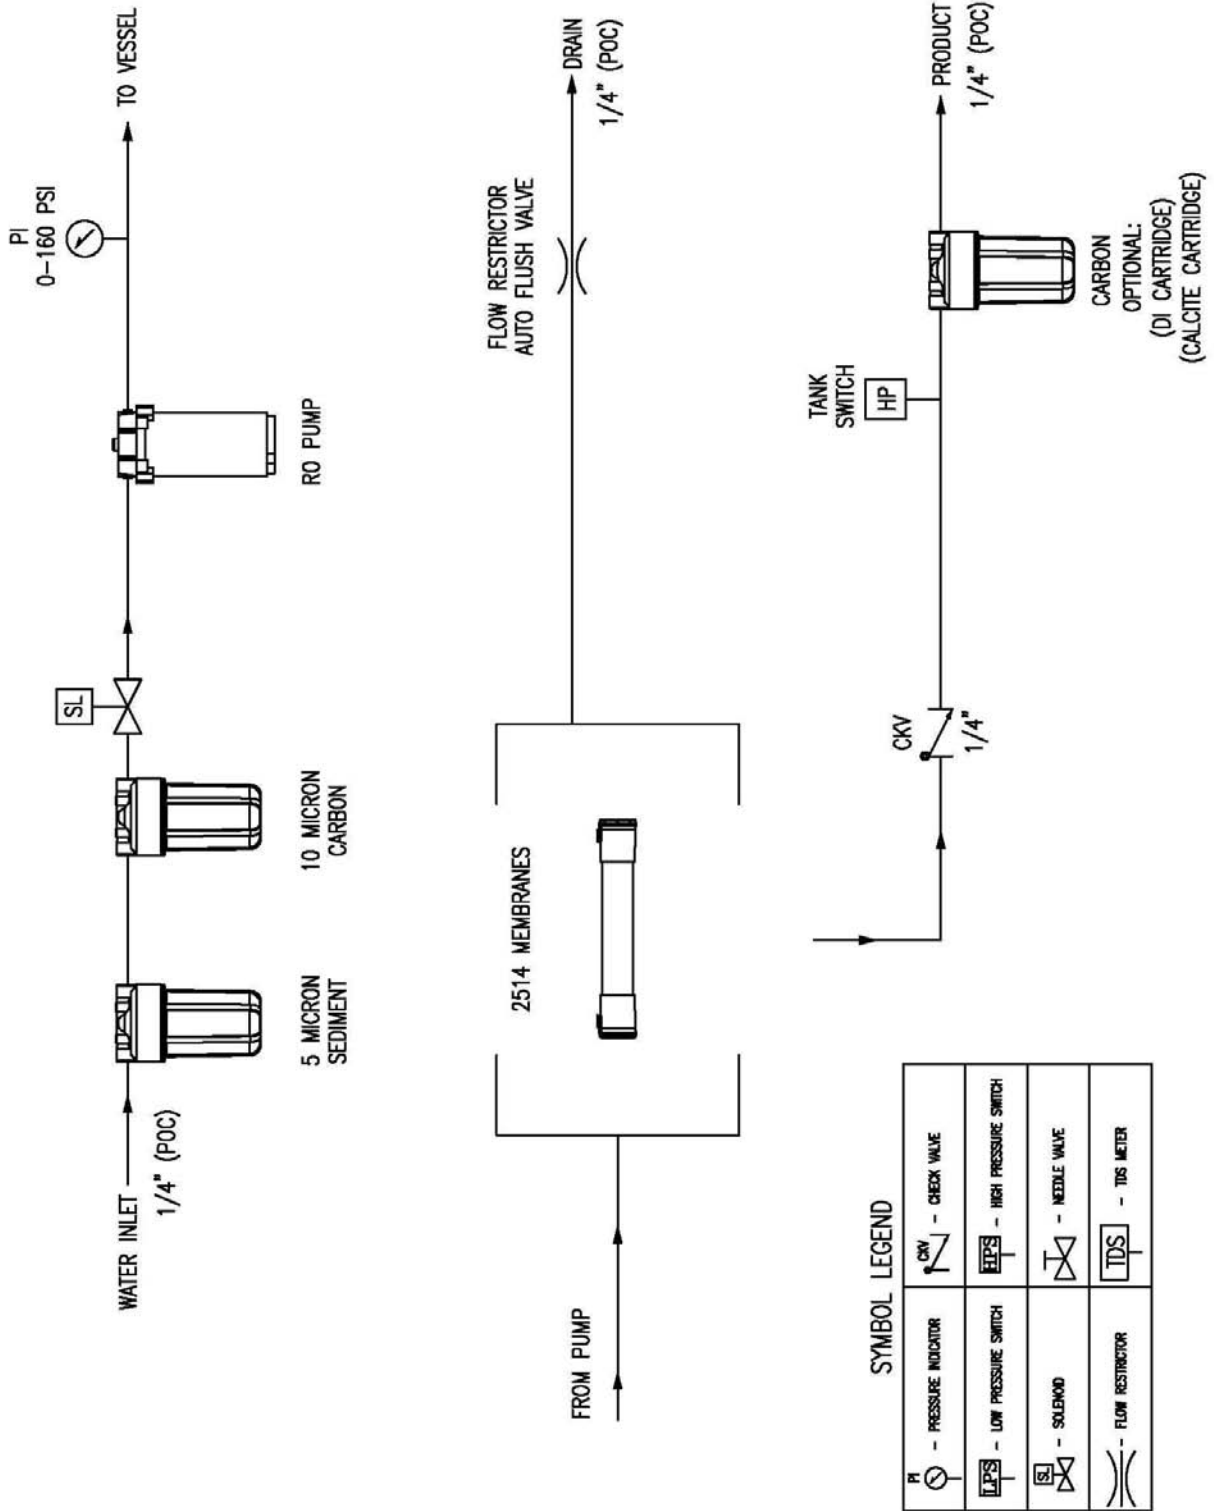 PI
0-160 PSI
TO VESSEL
SL
WATER INLET
1/4" (POC)
5 MICRON
SEDIMENT
10 MICRON
CARBON
RO PUMP
FLOW RESTRICTOR
AUTO FLUSH VALVE
DRAIN
1/4" (POC)
2514 MEMBRANES
FROM PUMP
TANK
SWITCH
HP
PRODUCT
1/4" (POC)
CKV
1/4"
CARBON
OPTIONAL:
(DI CARTRIDGE)
(CALCITE CARTRIDGE)
SYMBOL LEGEND
PI - PRESSURE INDICATOR
CKV - CHECK VALVE
LPS - LOW PRESSURE SWITCH
HPS - HIGH PRESSURE SWITCH
SL - SOLENOID
- NEEDLE VALVE
- FLOW RESTRICTOR
TDS - TDS METER